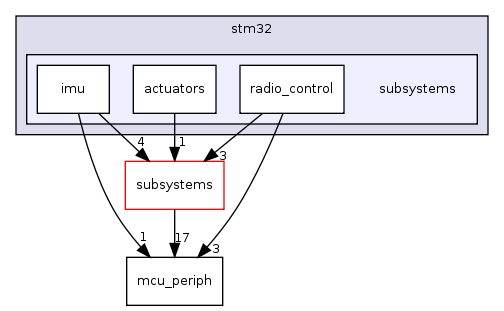 stm32
imu
actuators
radio_control
subsystems
4
1
3
subsystems
1
17
3
mcu_periph